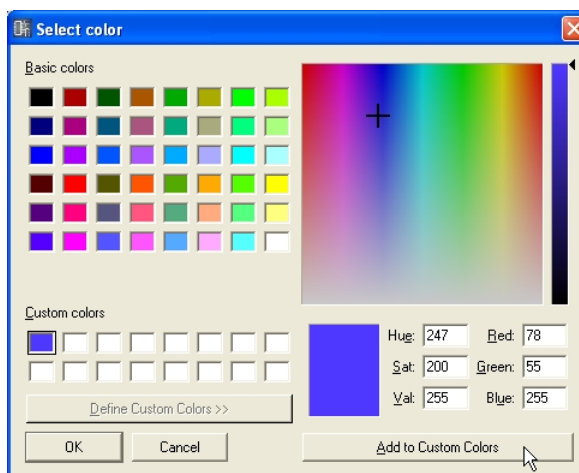 Select color
Basic colors
Custom colors
Define Custom Colors >>
OK Cancel
Hue: 247 Red: 78
Sat: 200 Green: 55
Val: 255 Blue: 255
Add to Custom Colors